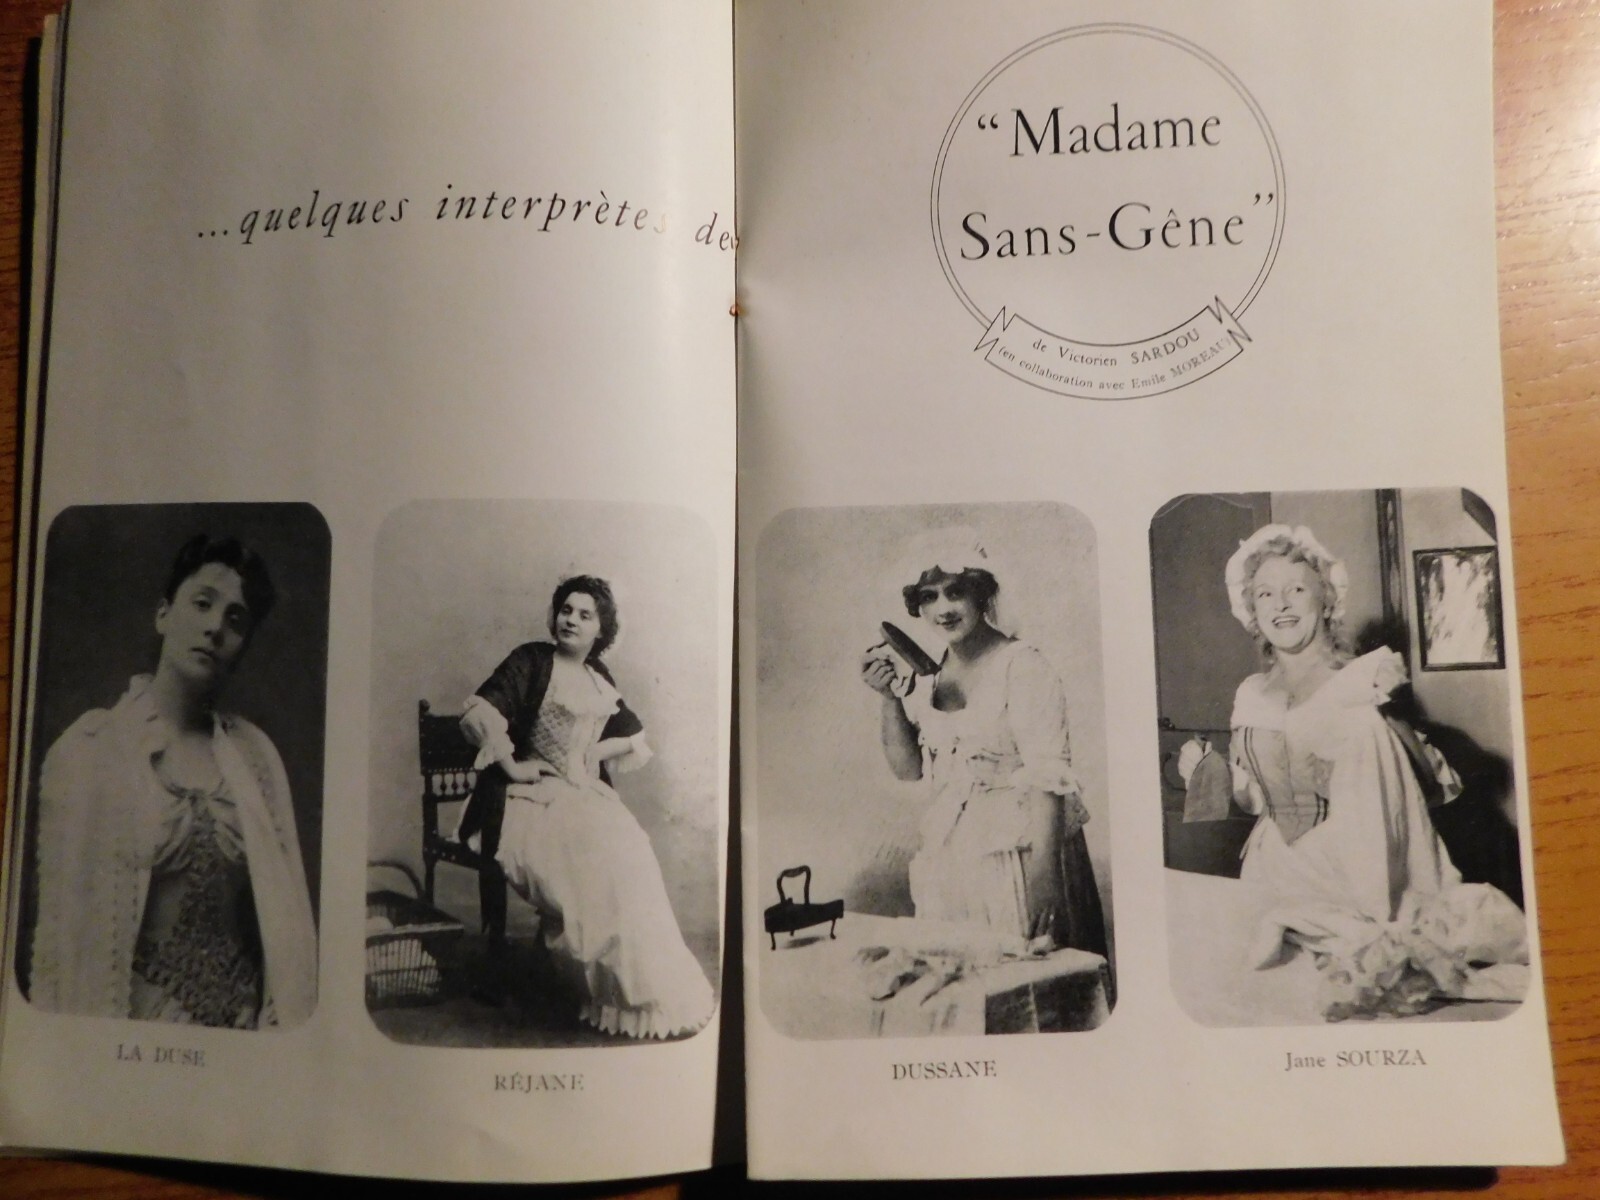 ...quelques interprètes de
“Madame
Sans-Gêne”
de Victorien SARDOU
(en collaboration avec Emile MOREAU)
LA DUSE
RÉJANE
DUSSANE
Jane SOURZA